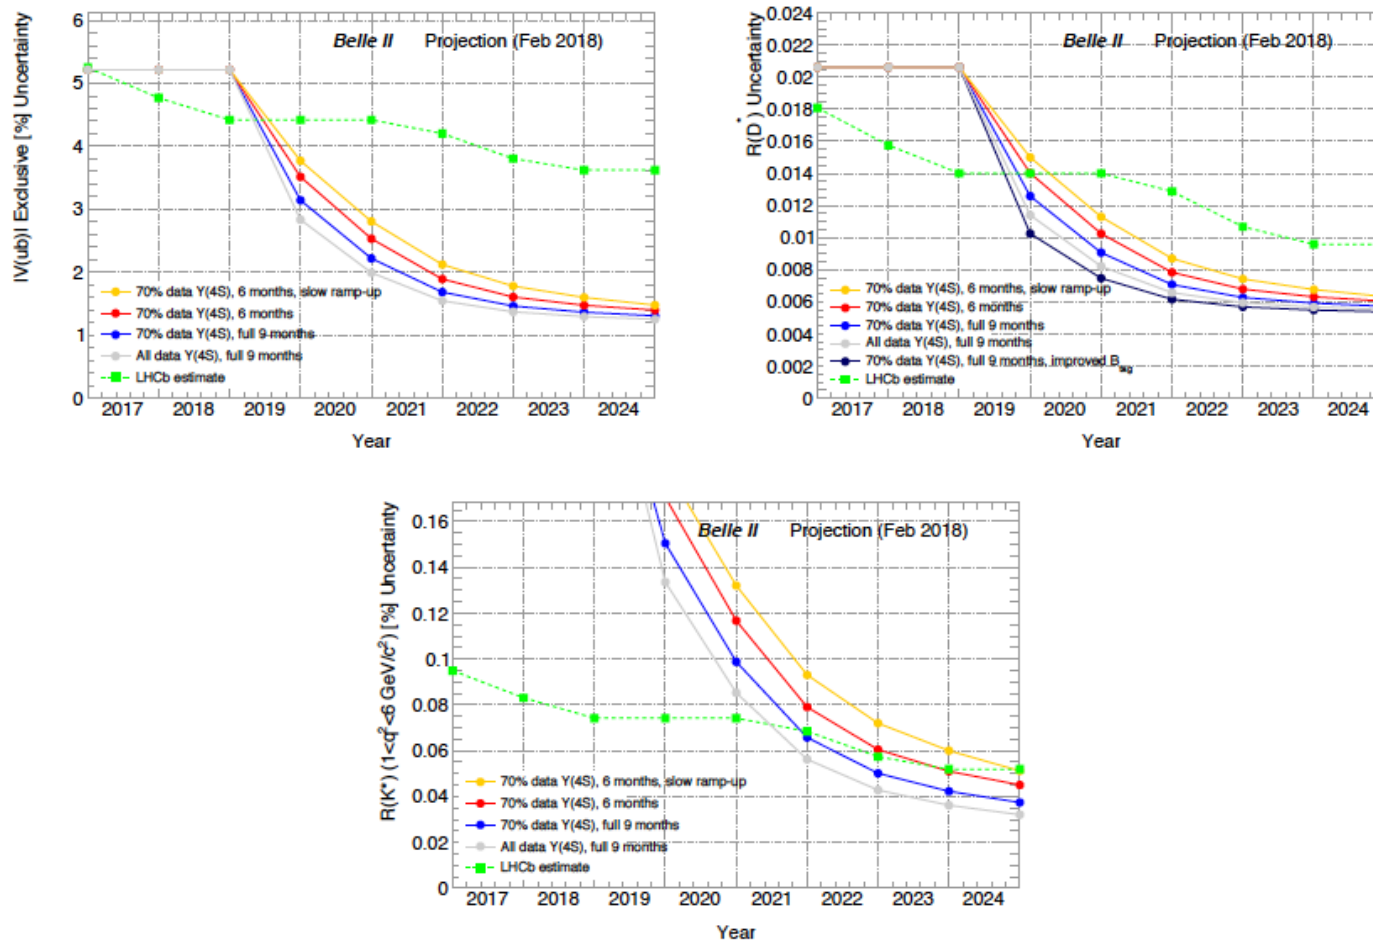 Belle II Projection (Feb 2018)
IV(ub)I Exclusive [%] Uncertainty
6
5
4
3
2
1
0
70% data Y(4S), 6 months, slow ramp-up
70% data Y(4S), 6 months
70% data Y(4S), full 9 months
All data Y(4S), full 9 months
LHCb estimate
2017 2018 2019 2020 2021 2022 2023 2024
Year
Belle II Projection (Feb 2018)
R(D*) Uncertainty
0.024
0.022
0.02
0.018
0.016
0.014
0.012
0.01
0.008
0.006
0.004
0.002
0
70% data Y(4S), 6 months, slow ramp-up
70% data Y(4S), 6 months
70% data Y(4S), full 9 months
All data Y(4S), full 9 months
70% data Y(4S), full 9 months, improved B_tag
LHCb estimate
2017 2018 2019 2020 2021 2022 2023 2024
Year
Belle II Projection (Feb 2018)
R(K*) (1<q²<6 GeV/c²) [%] Uncertainty
0.16
0.14
0.12
0.1
0.08
0.06
0.04
0.02
0
70% data Y(4S), 6 months, slow ramp-up
70% data Y(4S), 6 months
70% data Y(4S), full 9 months
All data Y(4S), full 9 months
LHCb estimate
2017 2018 2019 2020 2021 2022 2023 2024
Year